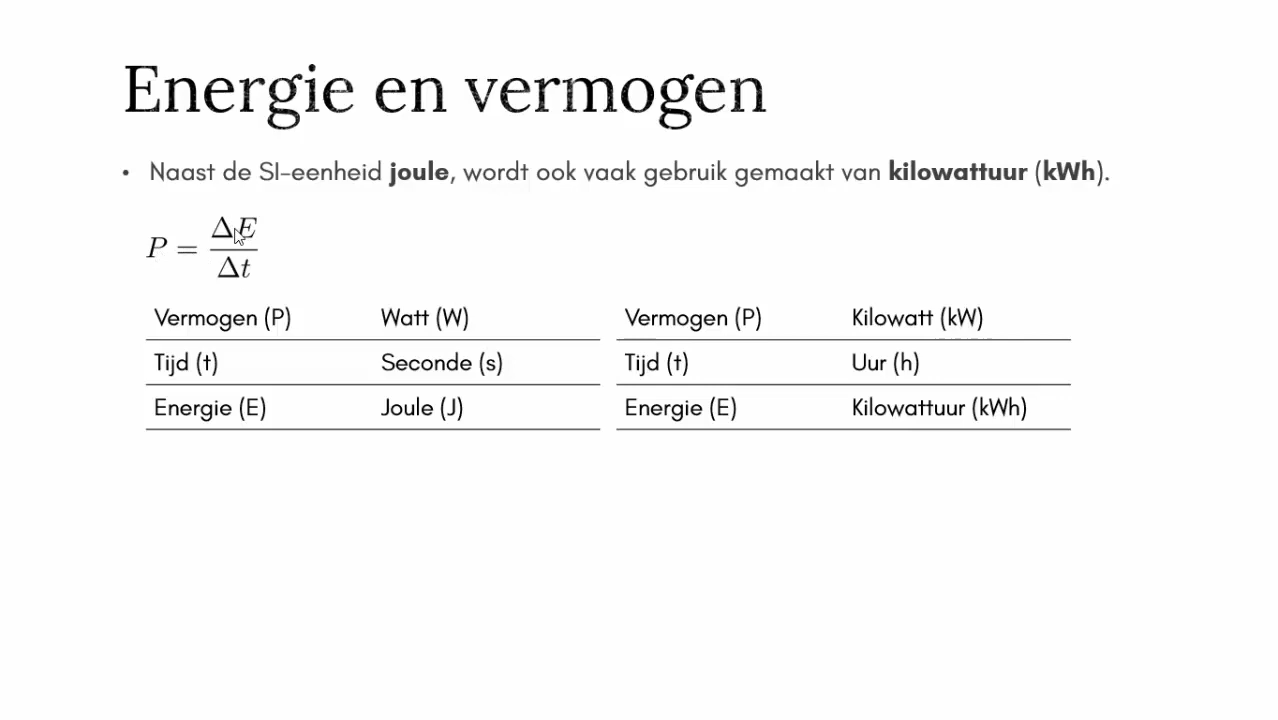 Energie en vermogen
• Naast de SI-eenheid joule, wordt ook vaak gebruik gemaakt van kilowattuur (kWh).
P = ΔE / Δt
Vermogen (P) Watt (W) Vermogen (P) Kilowatt (kW)
Tijd (t) Seconde (s) Tijd (t) Uur (h)
Energie (E) Joule (J) Energie (E) Kilowattuur (kWh)